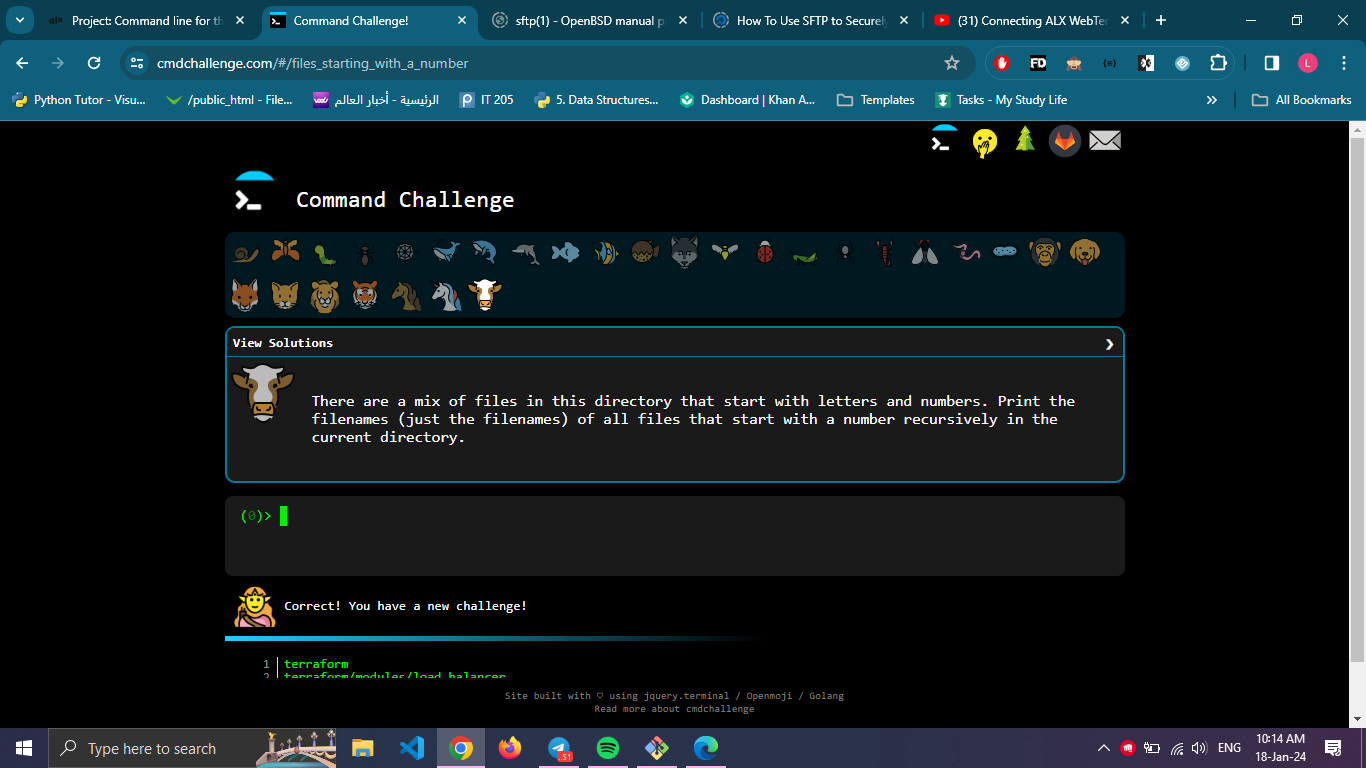 Project: Command line for th
Command Challenge!
sftp(1) - OpenBSD manual p
How To Use SFTP to Securely
(31) Connecting ALX WebTer
cmdchallenge.com/#/files_starting_with_a_number
FD
L
Python Tutor - Visu...
/public_html - File...
الرئيسية - أخبار العالم
IT 205
5. Data Structures...
Dashboard | Khan A...
Templates
Tasks - My Study Life
All Bookmarks
Command Challenge
View Solutions
There are a mix of files in this directory that start with letters and numbers. Print the
filenames (just the filenames) of all files that start with a number recursively in the
current directory.
(0)>
Correct! You have a new challenge!
1 terraform
2 terraform/modules/load_balancer
Site built with ♡ using jquery.terminal / Openmoji / Golang
Read more about cmdchallenge
Type here to search
ENG
10:14 AM
18-Jan-24